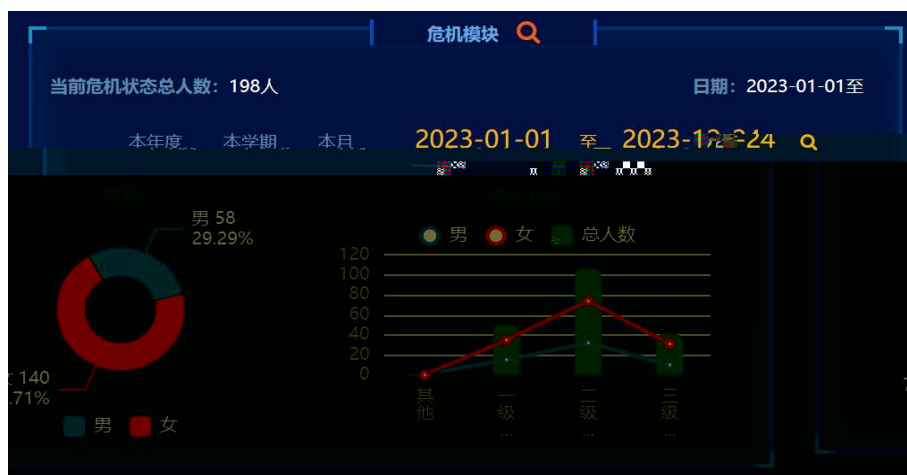 危机模块
当前危机状态总人数：198人
日期：2023-01-01至
本年度 本学期 本月 2023-01-01 至
男 58
29.29%
140
.71%
男 女
男 女 总人数
120
100
80
60
40
20
0
其他 一级... 二级... 三级...